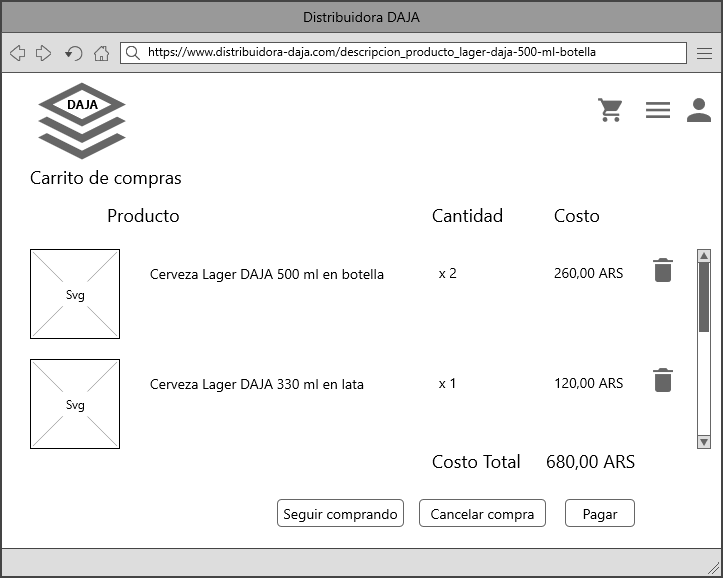 Distribuidora DAJA
https://www.distribuidora-daja.com/descripcion_producto_lager-daja-500-ml-botella
DAJA
Carrito de compras
Producto Cantidad Costo
Svg Cerveza Lager DAJA 500 ml en botella x 2 260,00 ARS
Svg Cerveza Lager DAJA 330 ml en lata x 1 120,00 ARS
Costo Total 680,00 ARS
Seguir comprando Cancelar compra Pagar